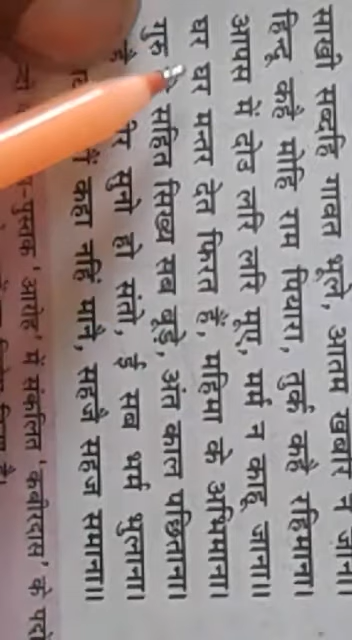 साखी सब्दहि गावत भूले, आतम खबरि न जाना।
हिन्दू कहै मोहि राम पियारा, तुर्क कहै रहिमाना।
आपस में दोउ लरि लरि मूए, मर्म न काहू जाना॥
घर घर मन्तर देत फिरत हैं, महिमा के अभिमाना।
गुरु सहित सिख्य सब बूड़े, अंत काल पछिताना।
सुनो हो संतो, ई सब भर्म भुलाना।
कहा नहिं मानै, सहजै सहज समाना॥
-पुस्तक 'आरोह' में संकलित 'कबीरदास' के पदों